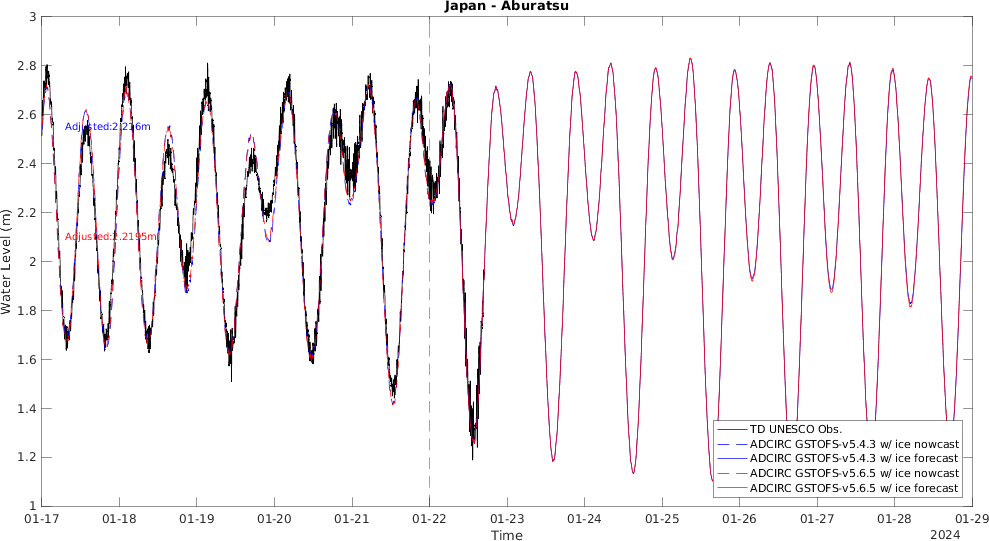 Japan - Aburatsu
3
2.8
2.6
2.4
2.2
2
1.8
1.6
1.4
1.2
1
Water Level (m)
Adjusted:2.216m
Adjusted:2.2195m
TD UNESCO Obs.
ADCIRC GSTOFS-v5.4.3 w/ ice nowcast
ADCIRC GSTOFS-v5.4.3 w/ ice forecast
ADCIRC GSTOFS-v5.6.5 w/ ice nowcast
ADCIRC GSTOFS-v5.6.5 w/ ice forecast
01-17 01-18 01-19 01-20 01-21 01-22 01-23 01-24 01-25 01-26 01-27 01-28 01-29
Time
2024